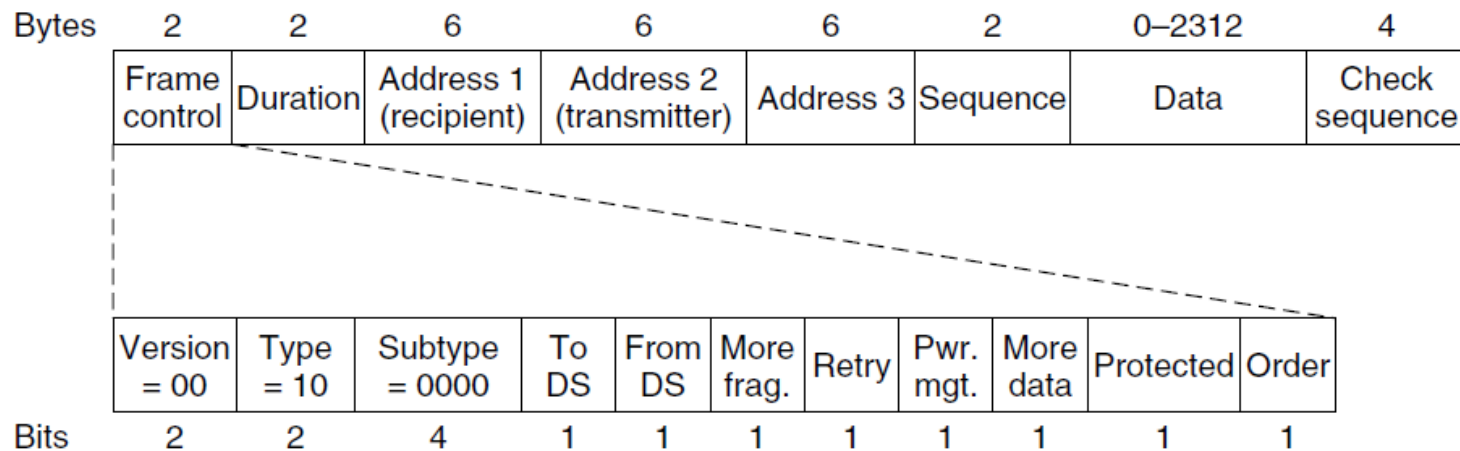 Bytes 2 2 6 6 6 2 0–2312 4
Frame control Duration Address 1 (recipient) Address 2 (transmitter) Address 3 Sequence Data Check sequence
Version = 00 Type = 10 Subtype = 0000 To DS From DS More frag. Retry Pwr. mgt. More data Protected Order
Bits 2 2 4 1 1 1 1 1 1 1 1